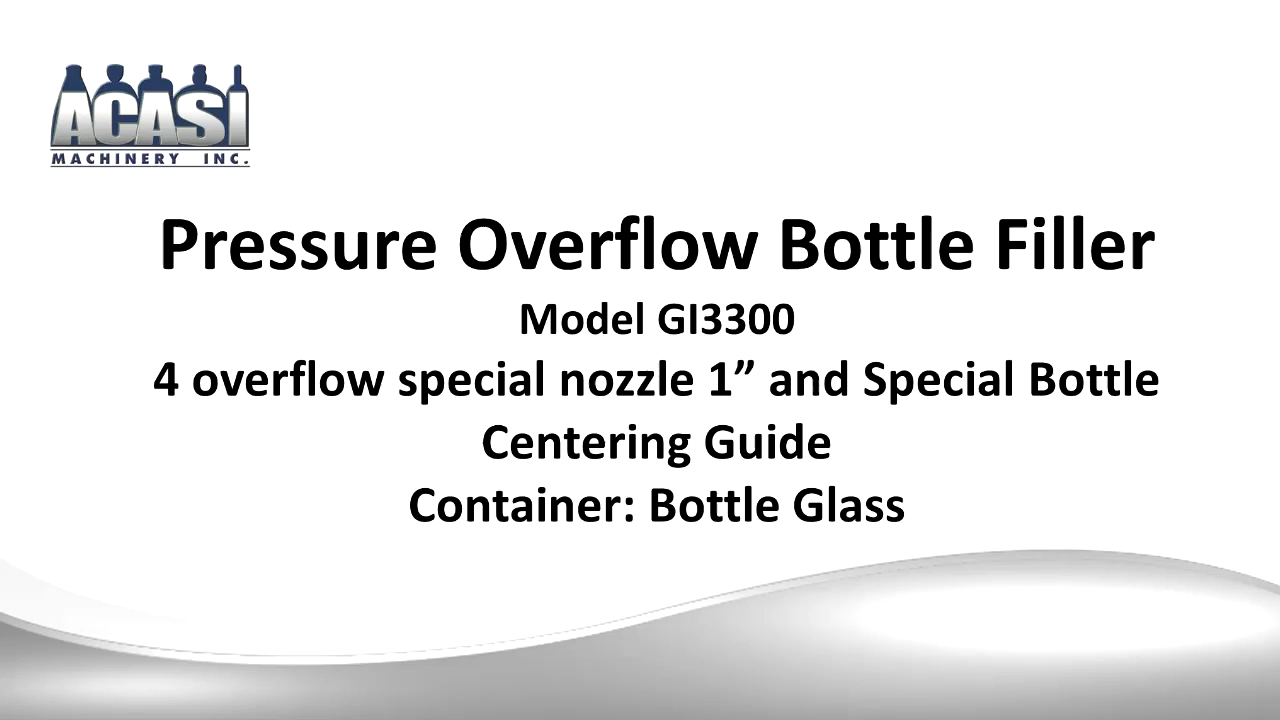 ACASI
MACHINERY INC.
Pressure Overflow Bottle Filler
Model GI3300
4 overflow special nozzle 1” and Special Bottle
Centering Guide
Container: Bottle Glass